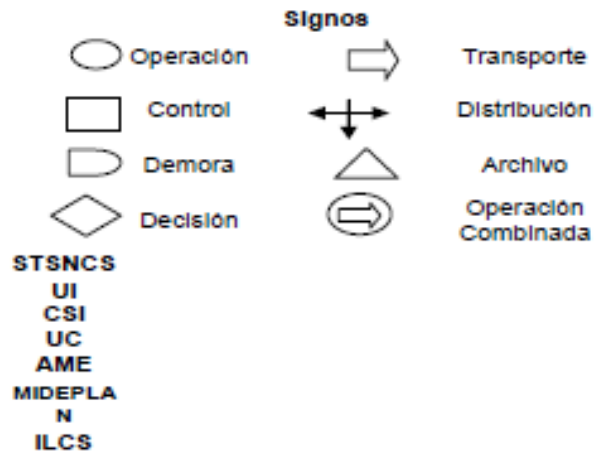 Signos
Operación Transporte
Control Distribución
Demora Archivo
Decisión Operación
Combinada
STSNCS
UI
CSI
UC
AME
MIDEPLA
N
ILCS